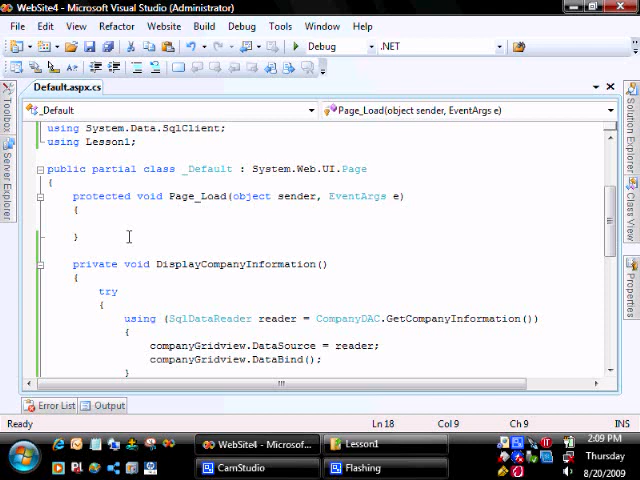 WebSite4 - Microsoft Visual Studio (Administrator)
File Edit View Website Build Debug Tools Window Help
Debug .NET
Default.aspx.cs
_Default Page_Load(object sender, EventArgs e)
Toolbox
Server Explorer
Solution Explorer
Class View
Properties
using System.Data.SqlClient;
using Lesson1;
public partial class _Default : System.Web.UI.Page
{
protected void Page_Load(object sender, EventArgs e)
{
}
private void DisplayCompanyInformation()
{
try
{
using (SqlDataReader reader = CompanyDAC.GetCompanyInformation())
{
companyGridview.DataSource = reader;
companyGridview.DataBind();
}
Error List Output
Ready Ln 18 Col 9 Ch 9 INS
WebSite4 - Microsof... Lesson1
CamStudio Flashing
2:09 PM
Thursday
8/20/2009